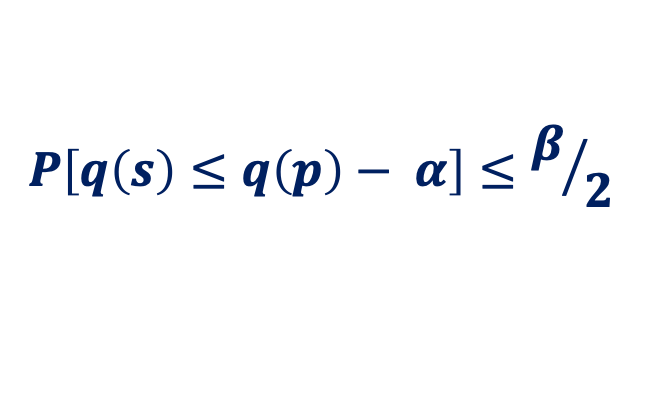 P[q(s) ≤ q(p) − α] ≤ β/2